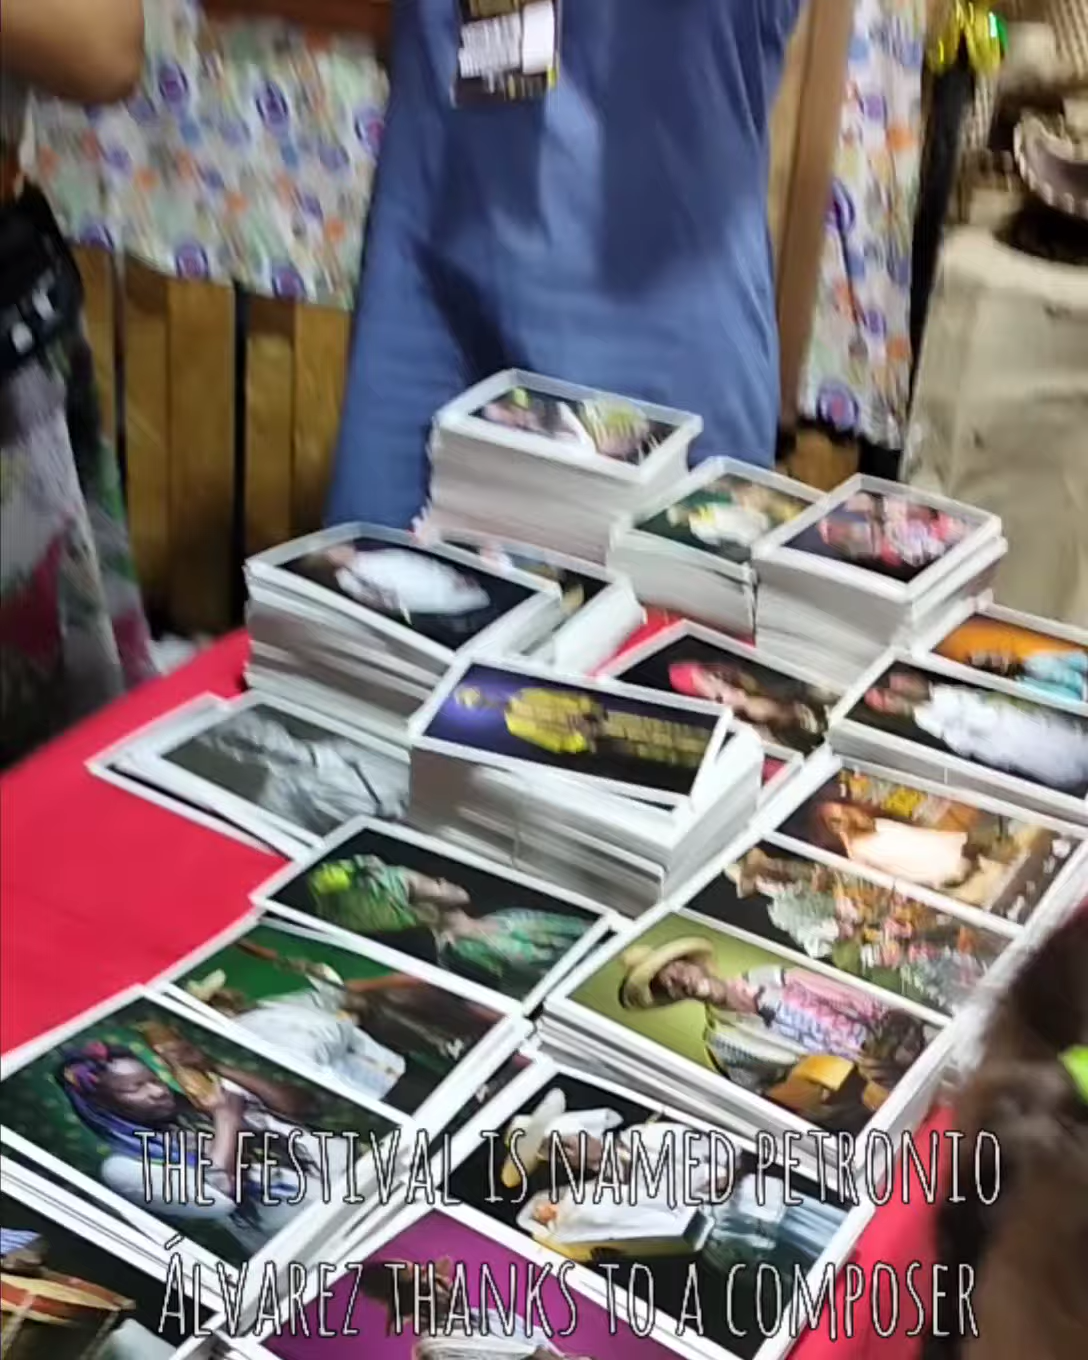 THE FESTIVAL IS NAMED PETRONIO
ÁLVAREZ THANKS TO A COMPOSER